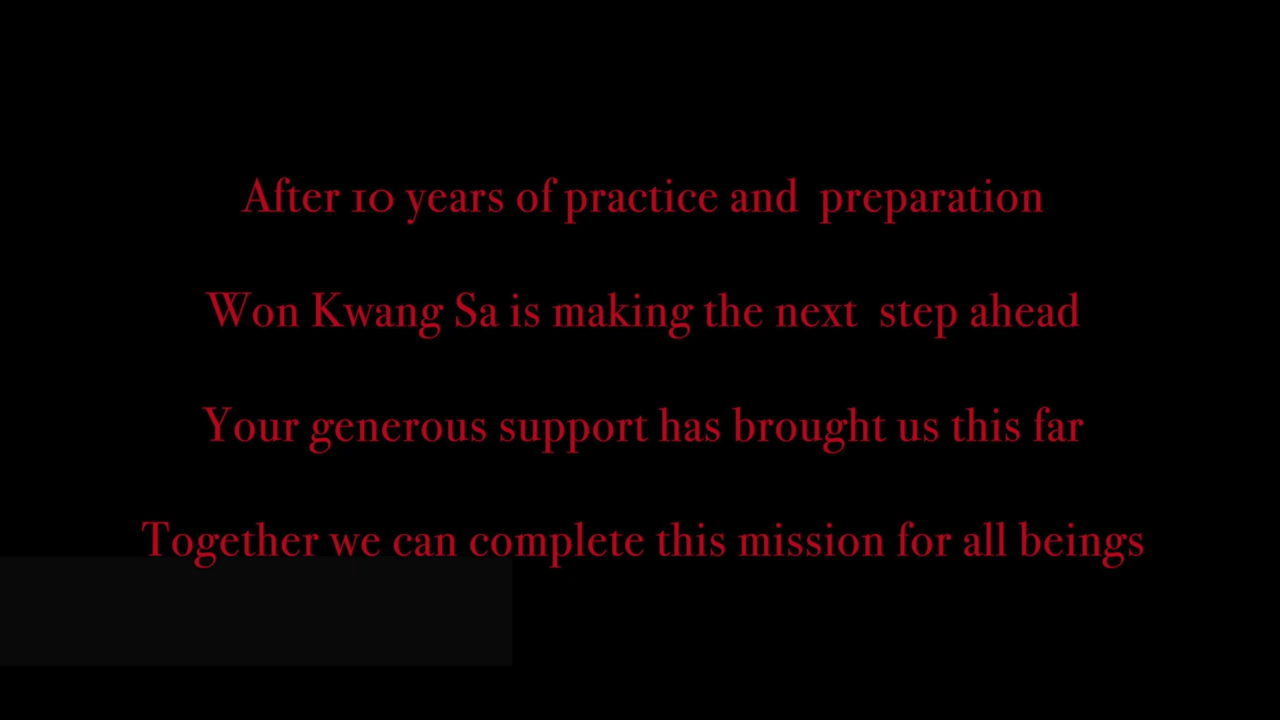 After 10 years of practice and  preparation
Won Kwang Sa is making the next  step ahead
Your generous support has brought us this far
Together we can complete this mission for all beings